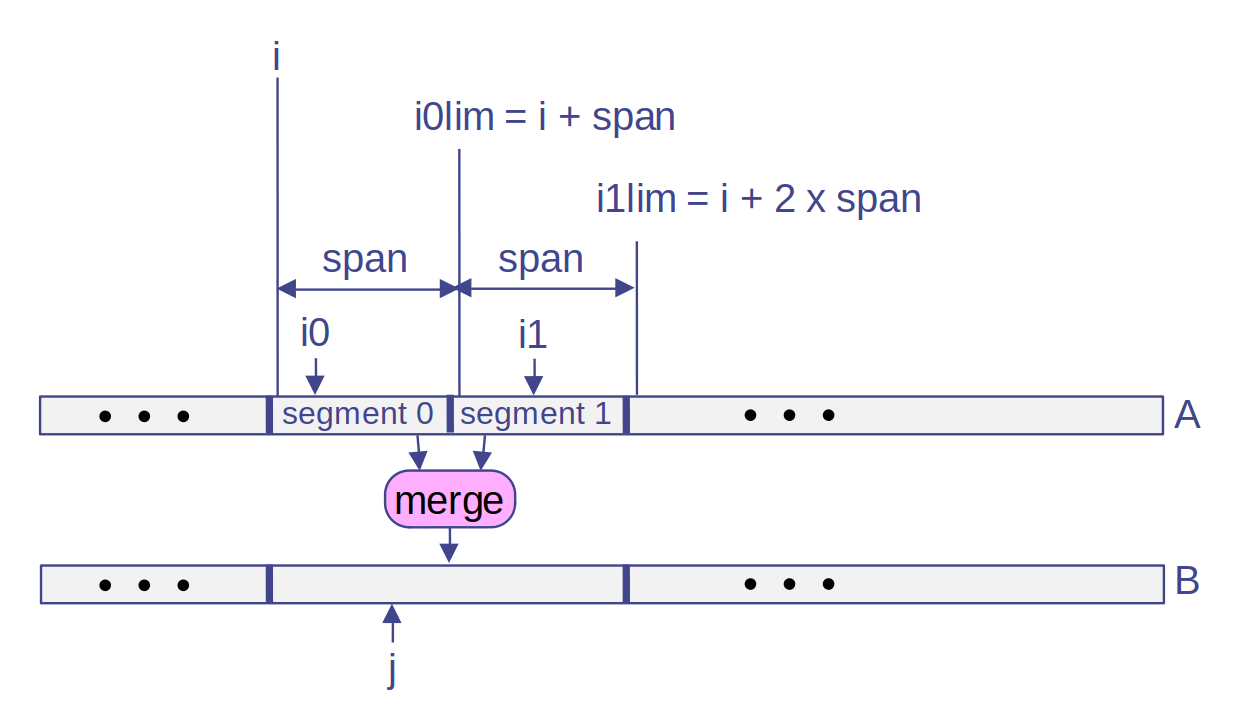 i
i0lim = i + span
i1lim = i + 2 x span
span span
i0 i1
segment 0 segment 1 A
merge
B
j